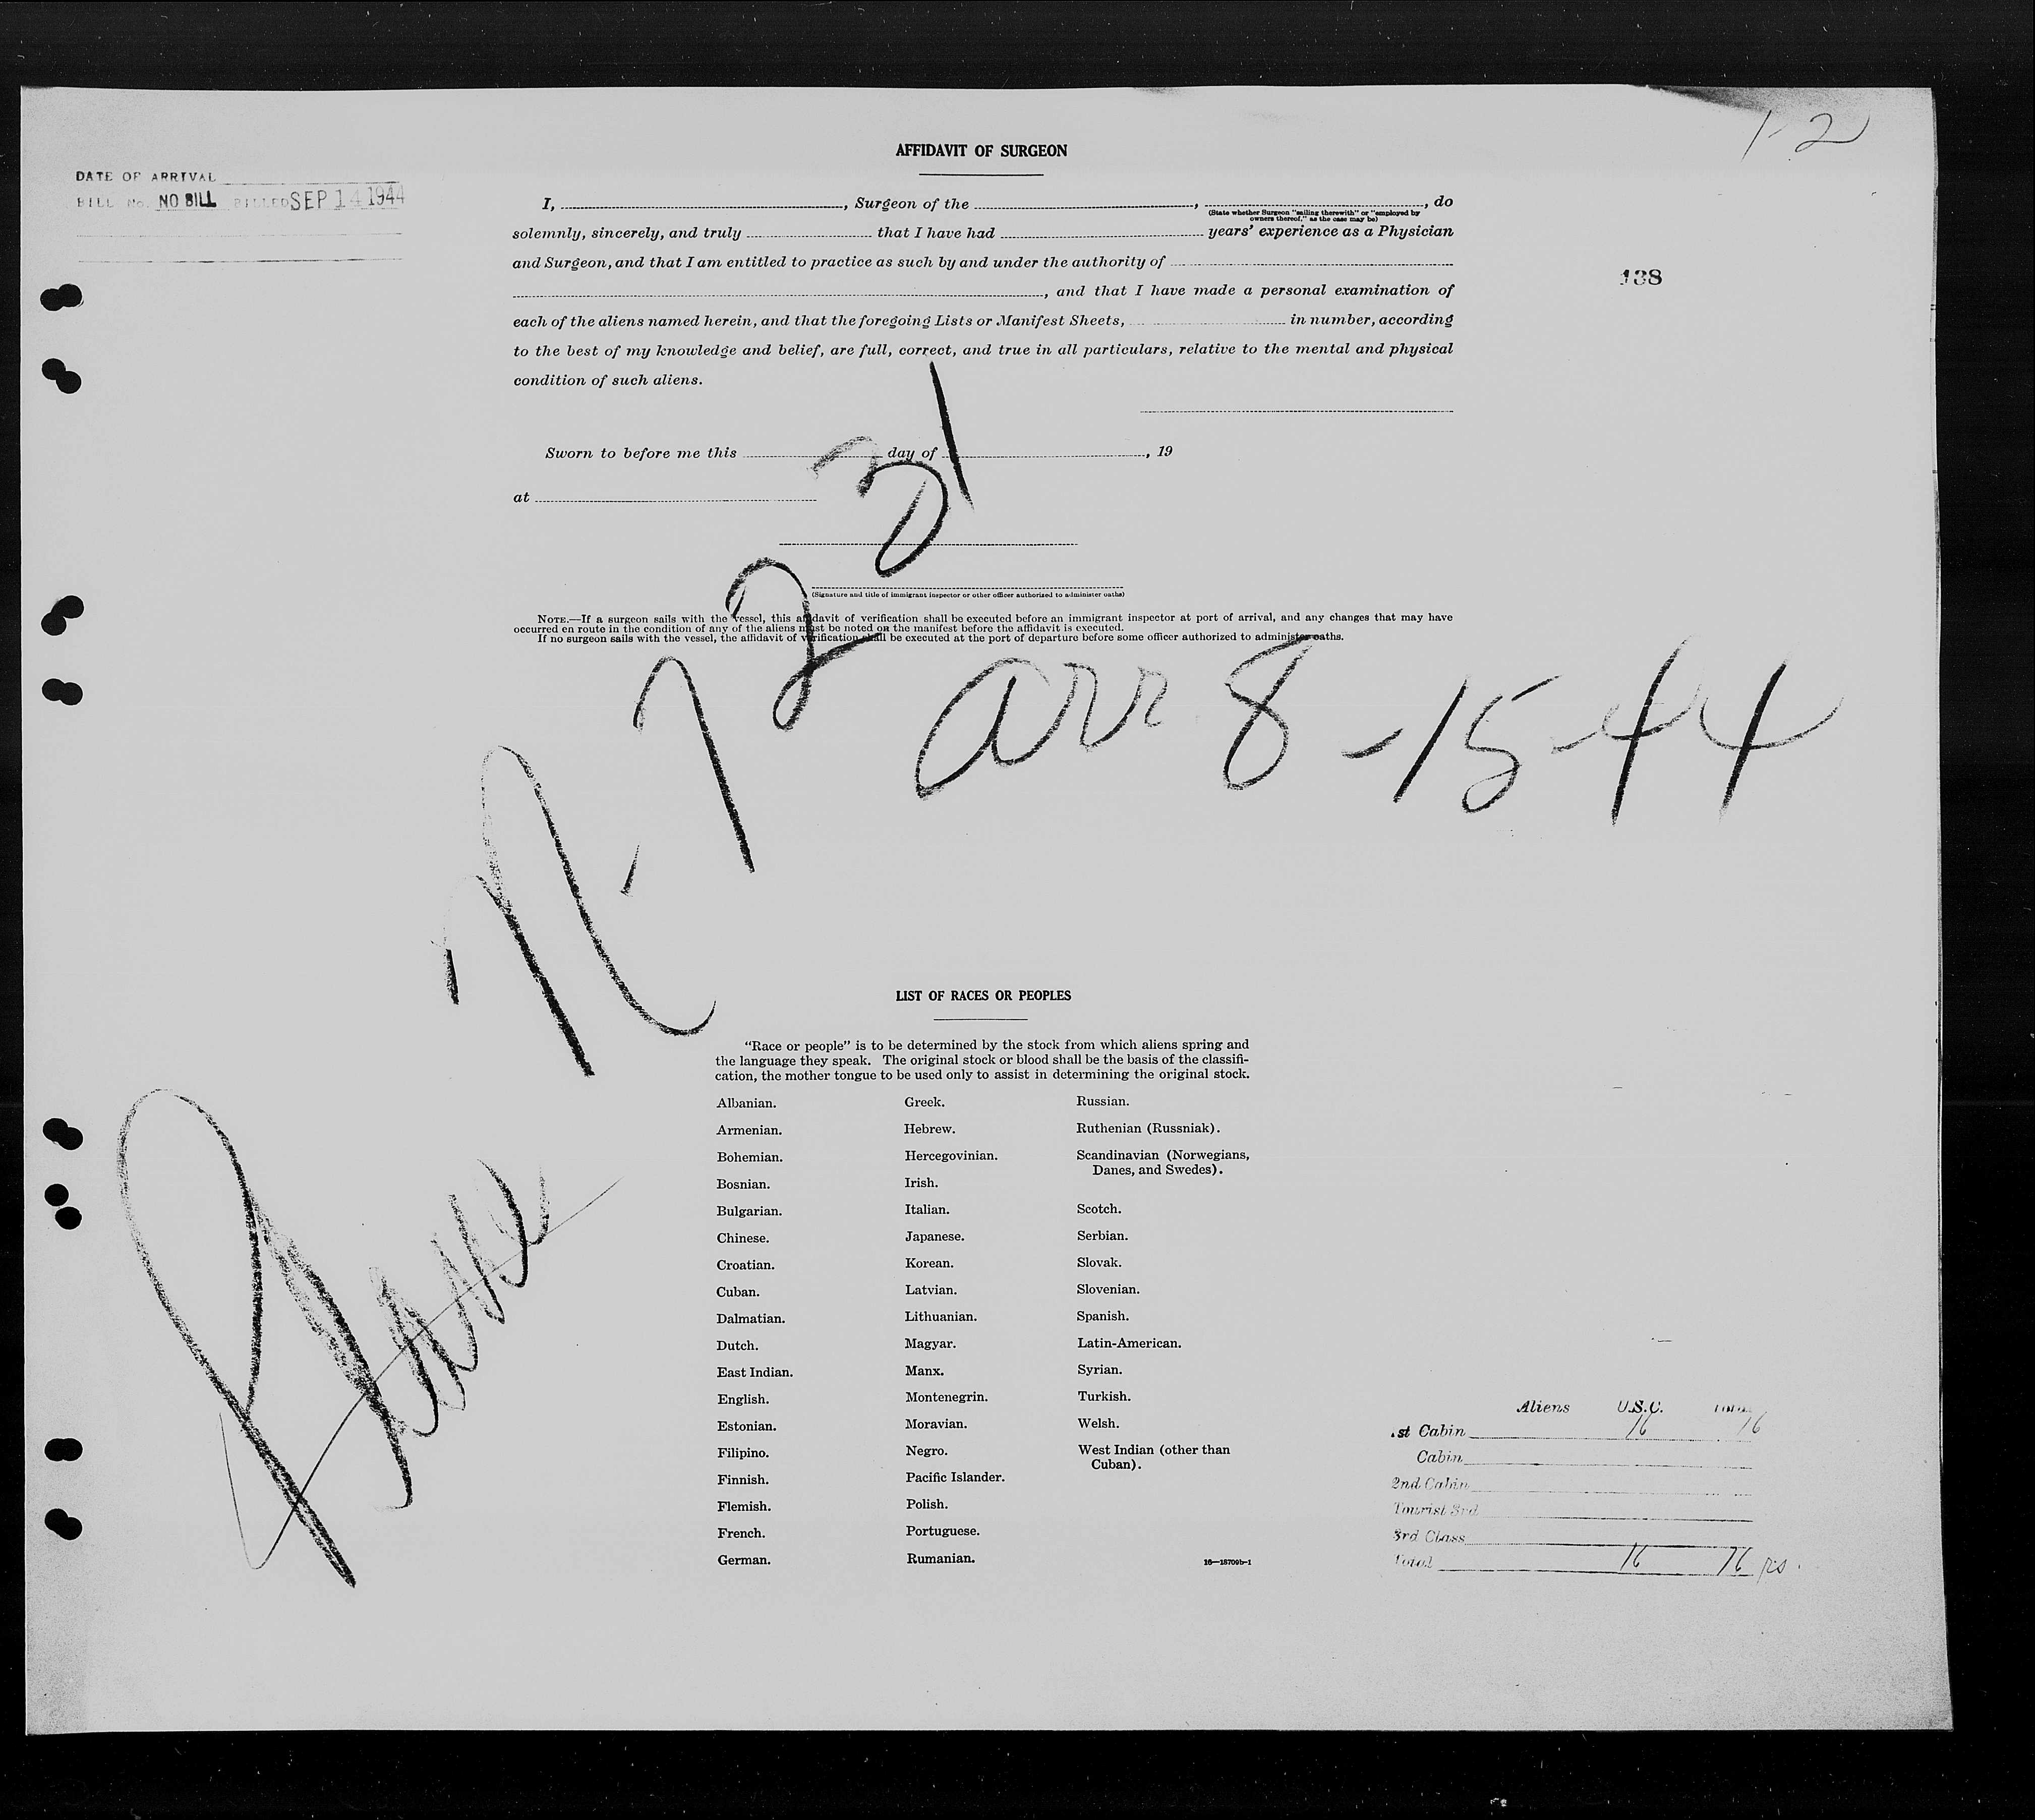 1-2
AFFIDAVIT OF SURGEON
DATE OF ARRIVAL
BILL No. NO BILL BILLED SEP 14 1944
138
I, , Surgeon of the , , do
(State whether Surgeon "sailing therewith" or "employed by
owners thereof," as the case may be)
solemnly, sincerely, and truly that I have had years' experience as a Physician
and Surgeon, and that I am entitled to practice as such by and under the authority of
, and that I have made a personal examination of
each of the aliens named herein, and that the foregoing Lists or Manifest Sheets, in number, according
to the best of my knowledge and belief, are full, correct, and true in all particulars, relative to the mental and physical
condition of such aliens.
Sworn to before me this day of , 19
at
(Signature and title of immigrant inspector or other officer authorized to administer oaths)
NOTE.—If a surgeon sails with the vessel, this affidavit of verification shall be executed before an immigrant inspector at port of arrival, and any changes that may have
occurred en route in the condition of any of the aliens must be noted on the manifest before the affidavit is executed.
If no surgeon sails with the vessel, the affidavit of verification shall be executed at the port of departure before some officer authorized to administer oaths.
Plane
arr 8-15-44
LIST OF RACES OR PEOPLES
"Race or people" is to be determined by the stock from which aliens spring and
the language they speak. The original stock or blood shall be the basis of the classifi-
cation, the mother tongue to be used only to assist in determining the original stock.
Albanian.
Armenian.
Bohemian.
Bosnian.
Bulgarian.
Chinese.
Croatian.
Cuban.
Dalmatian.
Dutch.
East Indian.
English.
Estonian.
Filipino.
Finnish.
Flemish.
French.
German.
Greek.
Hebrew.
Hercegovinian.
Irish.
Italian.
Japanese.
Korean.
Latvian.
Lithuanian.
Magyar.
Manx.
Montenegrin.
Moravian.
Negro.
Pacific Islander.
Polish.
Portuguese.
Rumanian.
Russian.
Ruthenian (Russniak).
Scandinavian (Norwegians,
Danes, and Swedes).
Scotch.
Serbian.
Slovak.
Slovenian.
Spanish.
Latin-American.
Syrian.
Turkish.
Welsh.
West Indian (other than
Cuban).
16—18709b-1
Aliens U.S.C. Total
1st Cabin 16 16
Cabin
2nd Cabin
Tourist 3rd
3rd Class
Total 16 16